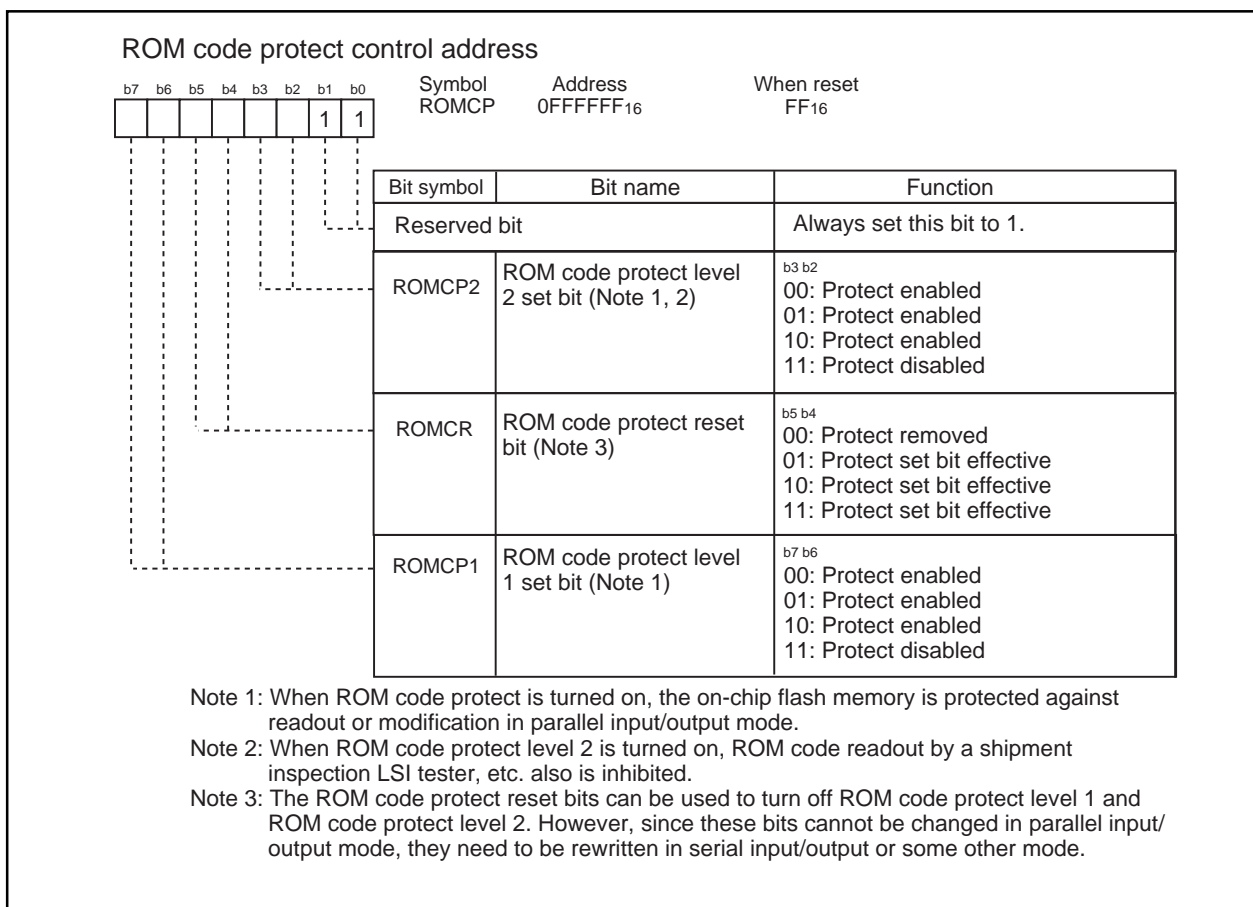 ROM code protect control address
Symbol Address When reset
b7 b6 b5 b4 b3 b2 b1 b0
ROMCP 0FFFFFF16 FF16
1 1
Bit symbol Bit name Function
Reserved bit Always set this bit to 1.
ROMCP2 ROM code protect level
2 set bit (Note 1, 2)
b3 b2
00: Protect enabled
01: Protect enabled
10: Protect enabled
11: Protect disabled
ROMCR ROM code protect reset
bit (Note 3)
b5 b4
00: Protect removed
01: Protect set bit effective
10: Protect set bit effective
11: Protect set bit effective
ROMCP1 ROM code protect level
1 set bit (Note 1)
b7 b6
00: Protect enabled
01: Protect enabled
10: Protect enabled
11: Protect disabled
Note 1: When ROM code protect is turned on, the on-chip flash memory is protected against
readout or modification in parallel input/output mode.
Note 2: When ROM code protect level 2 is turned on, ROM code readout by a shipment
inspection LSI tester, etc. also is inhibited.
Note 3: The ROM code protect reset bits can be used to turn off ROM code protect level 1 and
ROM code protect level 2. However, since these bits cannot be changed in parallel input/
output mode, they need to be rewritten in serial input/output or some other mode.